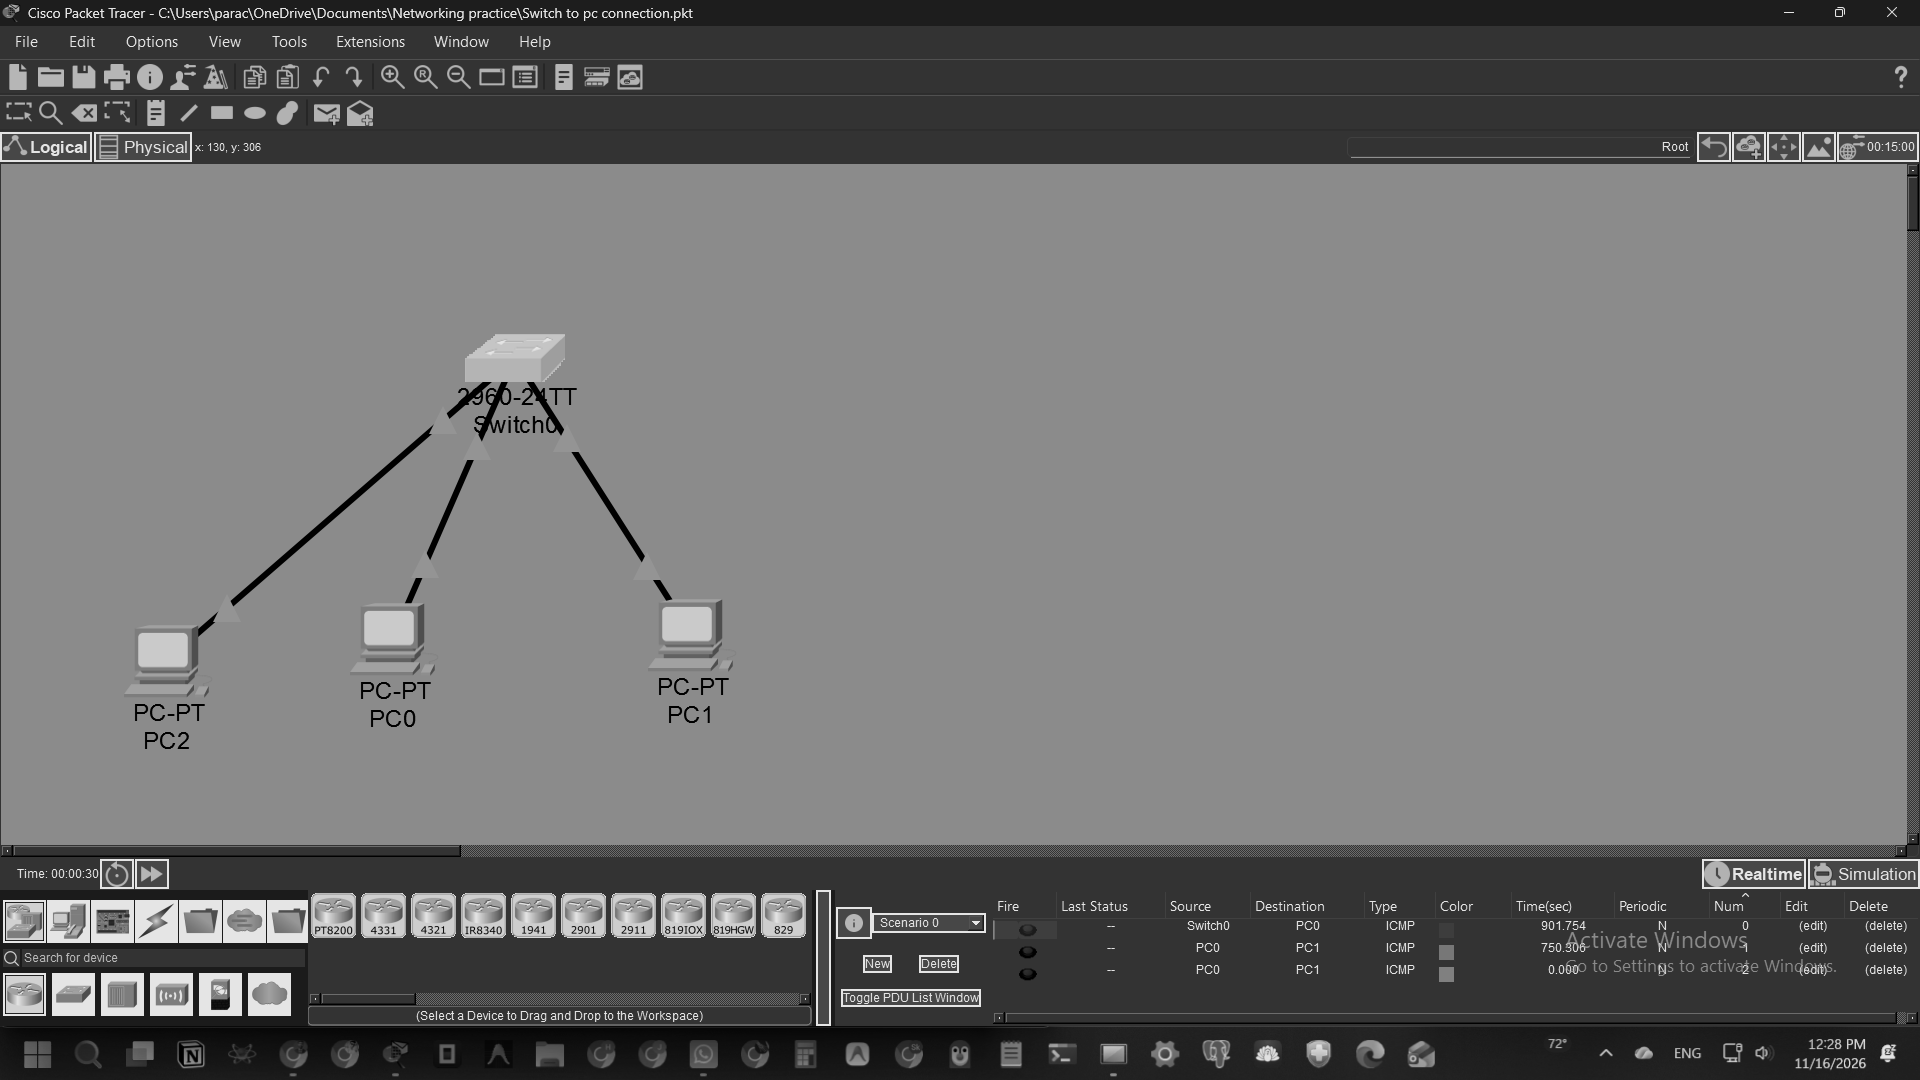 Cisco Packet Tracer - C:\Users\parac\OneDrive\Documents\Networking practice\Switch to pc connection.pkt
File Edit Options View Tools Extensions Window Help
Logical Physical x: 130, y: 306 Root 00:15:00
2960-24TT
Switch0
PC-PT
PC2
PC-PT
PC0
PC-PT
PC1
Time: 00:00:30 Realtime Simulation
PT8200 4331 4321 IR8340 1941 2901 2911 819IOX 819HGW 829
Search for device
(Select a Device to Drag and Drop to the Workspace)
Scenario 0
New Delete
Toggle PDU List Window
Fire Last Status Source Destination Type Color Time(sec) Periodic Num Edit Delete
-- Switch0 PC0 ICMP 901.754 N 0 (edit) (delete)
-- PC0 PC1 ICMP 750.306 N 1 (edit) (delete)
-- PC0 PC1 ICMP 0.000 N 2 (edit) (delete)
Activate Windows
Go to Settings to activate Windows.
72°
ENG
12:28 PM
11/16/2026